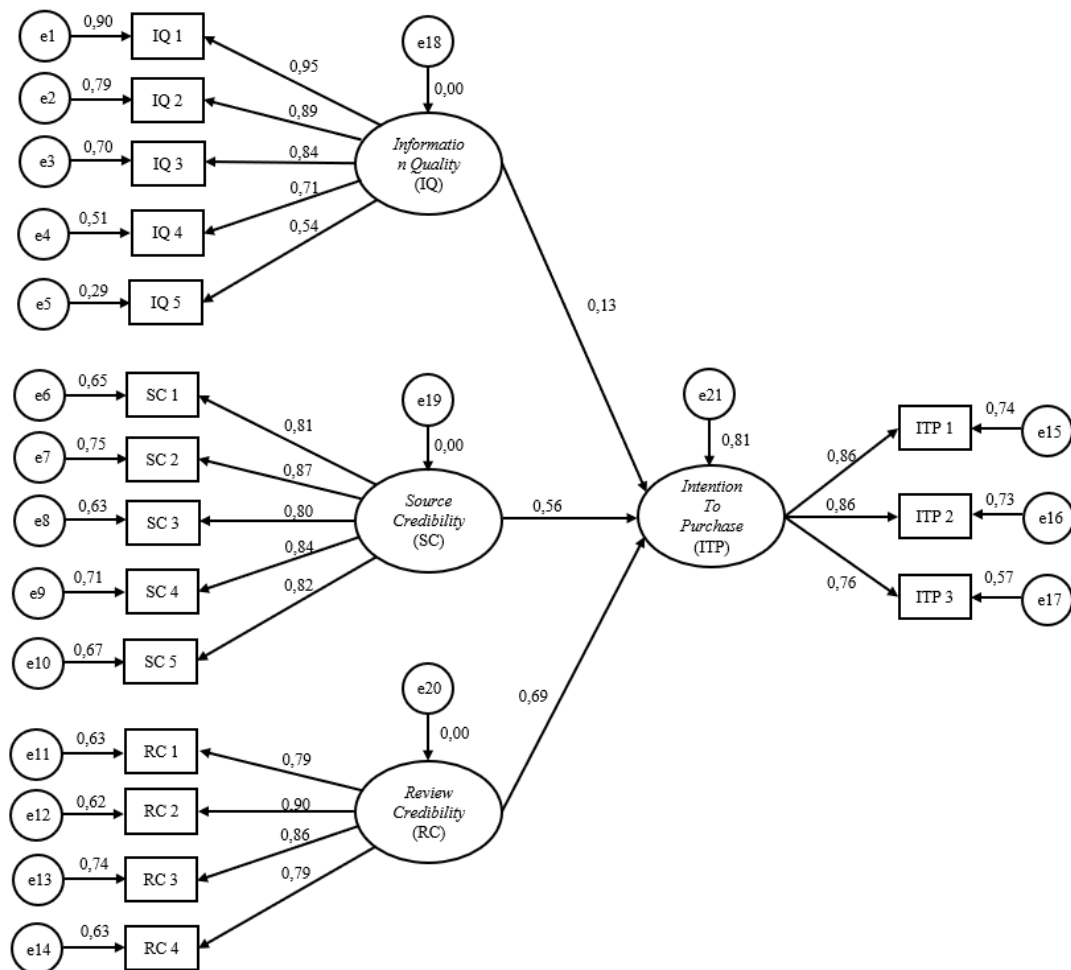 e1
0,90
IQ 1
e2
0,79
IQ 2
e3
0,70
IQ 3
e4
0,51
IQ 4
e5
0,29
IQ 5
0,95
0,89
0,84
0,71
0,54
e18
0,00
Informatio
n Quality
(IQ)
0,13
e6
0,65
SC 1
e7
0,75
SC 2
e8
0,63
SC 3
e9
0,71
SC 4
e10
0,67
SC 5
0,81
0,87
0,80
0,84
0,82
e19
0,00
Source
Credibility
(SC)
0,56
e11
0,63
RC 1
e12
0,62
RC 2
e13
0,74
RC 3
e14
0,63
RC 4
0,79
0.90
0,86
0,79
e20
0,00
Review
Credibility
(RC)
0,69
e21
0,81
Intention
To
Purchase
(ITP)
0,86
0,86
0,76
ITP 1
0,74
e15
ITP 2
0,73
e16
ITP 3
0,57
e17